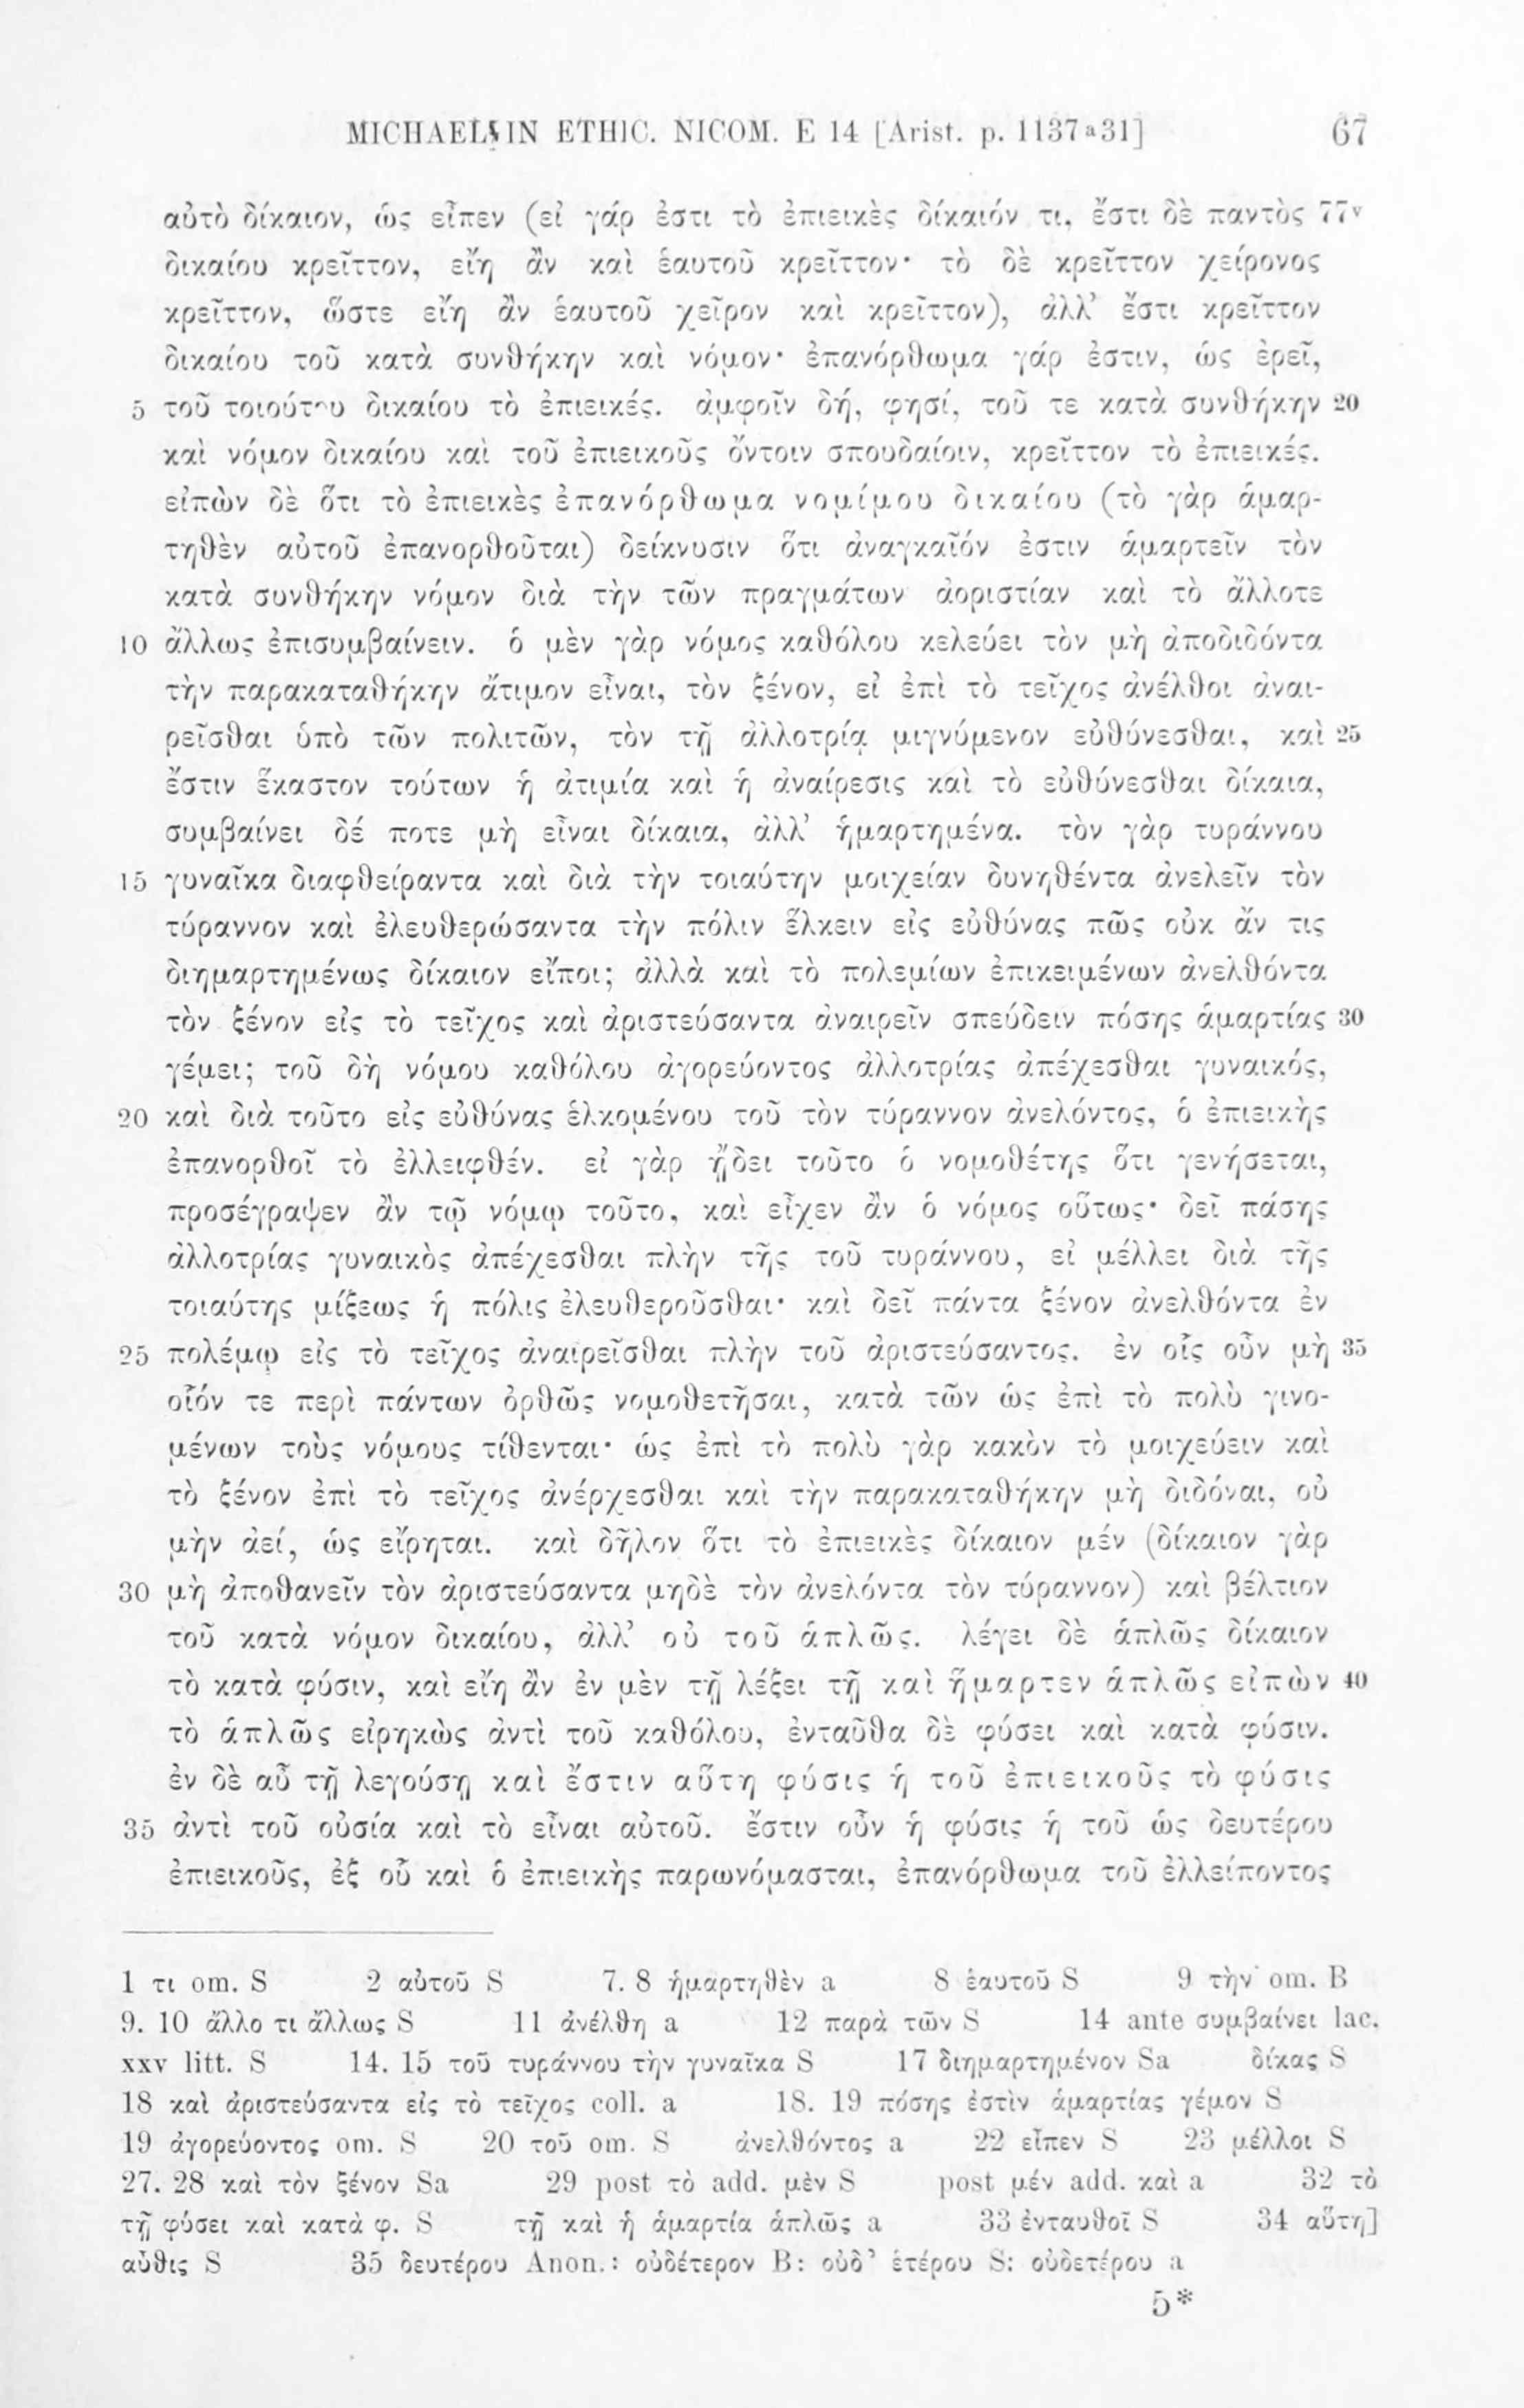 MICHAEL IN ETHIC. NICOM. E 14 [Arist. p. 1137a31] 67
αὐτὸ δίκαιον, ὡς εἶπεν (εἰ γάρ ἐστι τὸ ἐπιεικὲς δίκαιόν τι, ἔστι δὲ παντὸς 77v
δικαίου κρεῖττον, εἴη ἂν καὶ ἑαυτοῦ κρεῖττον· τὸ δὲ κρεῖττον χείρονος
κρεῖττον, ὥστε εἴη ἂν ἑαυτοῦ χεῖρον καὶ κρεῖττον), ἀλλ’ ἔστι κρεῖττον
δικαίου τοῦ κατὰ συνθήκην καὶ νόμον· ἐπανόρθωμα γάρ ἐστιν, ὡς ἐρεῖ,
5 τοῦ τοιούτου δικαίου τὸ ἐπιεικές. ἀμφοῖν δή, φησί, τοῦ τε κατὰ συνθήκην 20
καὶ νόμον δικαίου καὶ τοῦ ἐπιεικοῦς ὄντοιν σπουδαίοιν, κρεῖττον τὸ ἐπιεικές.
εἰπὼν δὲ ὅτι τὸ ἐπιεικὲς ἐπανόρθωμα νομίμου δικαίου (τὸ γὰρ ἁμαρ-
τηθὲν αὐτοῦ ἐπανορθοῦται) δείκνυσιν ὅτι ἀναγκαῖόν ἐστιν ἁμαρτεῖν τὸν
κατὰ συνθήκην νόμον διὰ τὴν τῶν πραγμάτων ἀοριστίαν καὶ τὸ ἄλλοτε
10 ἄλλως ἐπισυμβαίνειν. ὁ μὲν γὰρ νόμος καθόλου κελεύει τὸν μὴ ἀποδιδόντα
τὴν παρακαταθήκην ἄτιμον εἶναι, τὸν ξένον, εἰ ἐπὶ τὸ τεῖχος ἀνέλθοι ἀναι-
ρεῖσθαι ὑπὸ τῶν πολιτῶν, τὸν τῇ ἀλλοτρίᾳ μιγνύμενον εὐθύνεσθαι, καὶ 25
ἔστιν ἕκαστον τούτων ἡ ἀτιμία καὶ ἡ ἀναίρεσις καὶ τὸ εὐθύνεσθαι δίκαια,
συμβαίνει δέ ποτε μὴ εἶναι δίκαια, ἀλλ’ ἡμαρτημένα. τὸν γὰρ τυράννου
15 γυναῖκα διαφθείραντα καὶ διὰ τὴν τοιαύτην μοιχείαν δυνηθέντα ἀνελεῖν τὸν
τύραννον καὶ ἐλευθερώσαντα τὴν πόλιν ἕλκειν εἰς εὐθύνας πῶς οὐκ ἄν τις
διημαρτημένως δίκαιον εἴποι; ἀλλὰ καὶ τὸ πολεμίων ἐπικειμένων ἀνελθόντα
τὸν ξένον εἰς τὸ τεῖχος καὶ ἀριστεύσαντα ἀναιρεῖν σπεύδειν πόσης ἁμαρτίας 30
γέμει; τοῦ δὴ νόμου καθόλου ἀγορεύοντος ἀλλοτρίας ἀπέχεσθαι γυναικός,
20 καὶ διὰ τοῦτο εἰς εὐθύνας ἑλκομένου τοῦ τὸν τύραννον ἀνελόντος, ὁ ἐπιεικὴς
ἐπανορθοῖ τὸ ἐλλειφθέν. εἰ γὰρ ᾔδει τοῦτο ὁ νομοθέτης ὅτι γενήσεται,
προσέγραψεν ἂν τῷ νόμῳ τοῦτο, καὶ εἶχεν ἂν ὁ νόμος οὕτως· δεῖ πάσης
ἀλλοτρίας γυναικὸς ἀπέχεσθαι πλὴν τῆς τοῦ τυράννου, εἰ μέλλει διὰ τῆς
τοιαύτης μίξεως ἡ πόλις ἐλευθεροῦσθαι· καὶ δεῖ πάντα ξένον ἀνελθόντα ἐν
25 πολέμῳ εἰς τὸ τεῖχος ἀναιρεῖσθαι πλὴν τοῦ ἀριστεύσαντος. ἐν οἷς οὖν μὴ 35
οἷόν τε περὶ πάντων ὀρθῶς νομοθετῆσαι, κατὰ τῶν ὡς ἐπὶ τὸ πολὺ γινο-
μένων τοὺς νόμους τίθενται· ὡς ἐπὶ τὸ πολὺ γὰρ κακὸν τὸ μοιχεύειν καὶ
τὸ ξένον ἐπὶ τὸ τεῖχος ἀνέρχεσθαι καὶ τὴν παρακαταθήκην μὴ διδόναι, οὐ
μὴν ἀεί, ὡς εἴρηται. καὶ δῆλον ὅτι τὸ ἐπιεικὲς δίκαιον μέν (δίκαιον γὰρ
30 μὴ ἀποθανεῖν τὸν ἀριστεύσαντα μηδὲ τὸν ἀνελόντα τὸν τύραννον) καὶ βέλτιον
τοῦ κατὰ νόμον δικαίου, ἀλλ’ οὐ τοῦ ἁπλῶς. λέγει δὲ ἁπλῶς δίκαιον
τὸ κατὰ φύσιν, καὶ εἴη ἂν ἐν μὲν τῇ λέξει τῇ καὶ ἥμαρτεν ἁπλῶς εἰπὼν 40
τὸ ἁπλῶς εἰρηκὼς ἀντὶ τοῦ καθόλου, ἐνταῦθα δὲ φύσει καὶ κατὰ φύσιν.
ἐν δὲ αὖ τῇ λεγούσῃ καὶ ἔστιν αὕτη φύσις ἡ τοῦ ἐπιεικοῦς τὸ φύσις
35 ἀντὶ τοῦ οὐσία καὶ τὸ εἶναι αὐτοῦ. ἔστιν οὖν ἡ φύσις ἡ τοῦ ὡς δευτέρου
ἐπιεικοῦς, ἐξ οὗ καὶ ὁ ἐπιεικὴς παρωνόμασται, ἐπανόρθωμα τοῦ ἐλλείποντος
1 τι om. S 2 αὐτοῦ S 7. 8 ἡμαρτηθὲν a 8 ἑαυτοῦ S 9 τὴν om. B
9. 10 ἄλλο τι ἄλλως S 11 ἀνέλθη a 12 παρὰ τῶν S 14 ante συμβαίνει lac.
xxv litt. S 14. 15 τοῦ τυράννου τὴν γυναῖκα S 17 διημαρτημένον Sa δίκας S
18 καὶ ἀριστεύσαντα εἰς τὸ τεῖχος coll. a 18. 19 πόσης ἐστὶν ἁμαρτίας γέμον S
19 ἀγορεύοντος om. S 20 τοῦ om. S ἀνελθόντος a 22 εἶπεν S 23 μέλλοι S
27. 28 καὶ τὸν ξένον Sa 29 post τὸ add. μὲν S post μέν add. καὶ a 32 τὸ
τῇ φύσει καὶ κατὰ φ. S τῇ καὶ ἡ ἁμαρτία ἁπλῶς a 33 ἐνταυθοῖ S 34 αὕτη]
αὖθις S 35 δευτέρου Anon.: οὐδέτερον B: οὐδ’ ἑτέρου S: οὐδετέρου a
5*